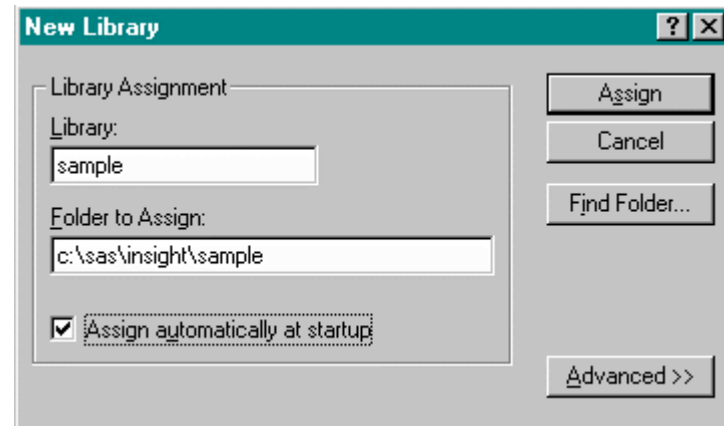 New Library
Library Assignment
Library:
sample
Folder to Assign:
c:\sas\insight\sample
Assign automatically at startup
Assign
Cancel
Find Folder...
Advanced >>